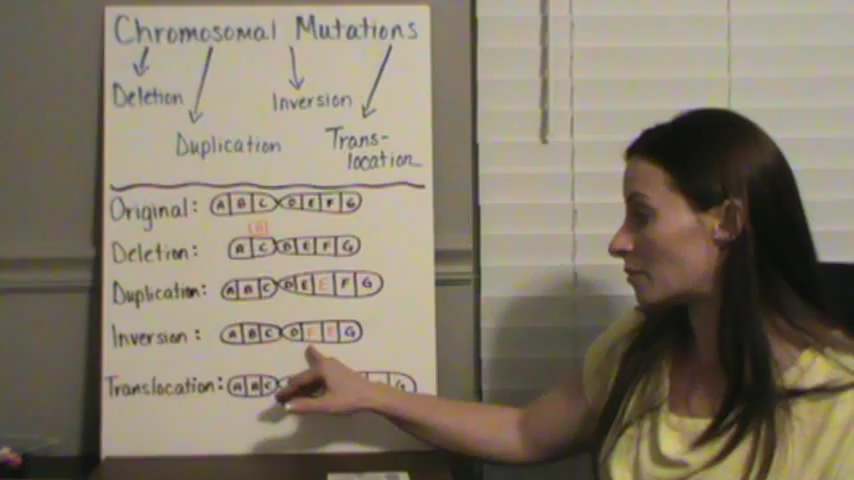 Chromosomal Mutations
Deletion
Inversion
Duplication
Trans-
location
Original: A B C D E F G
B
Deletion: A C D E F G
Duplication: A B C D E E F G
Inversion: A B C D F E G
Translocation: A B C G